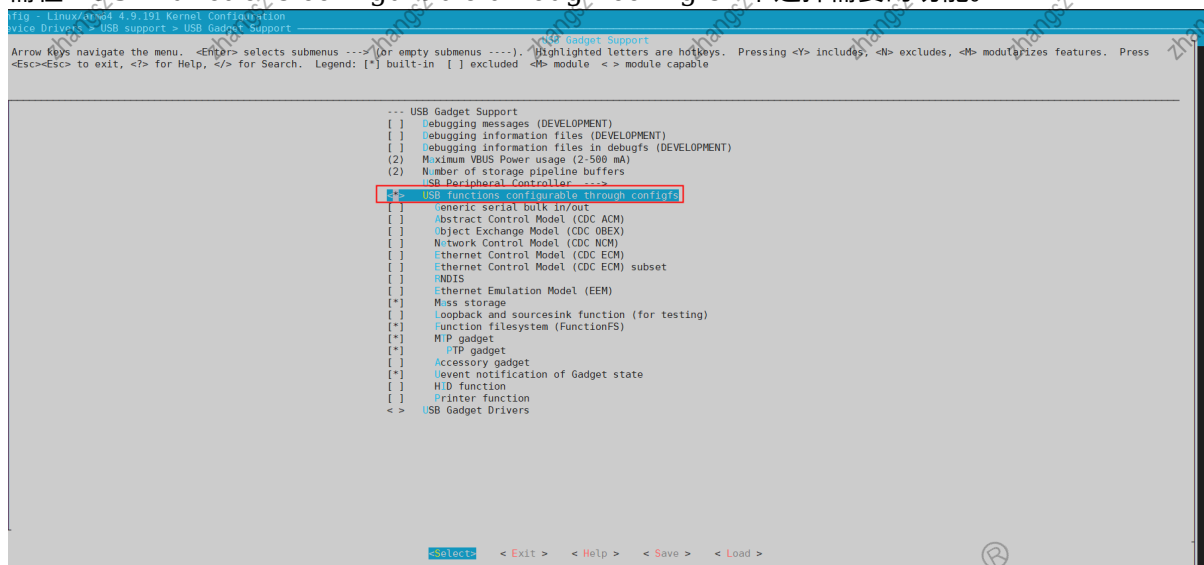 nfig - Linux/arm64 4.9.191 Kernel Configuration
evice Drivers > USB support > USB Gadget Support
USB Gadget Support
Arrow keys navigate the menu.  <Enter> selects submenus ---> (or empty submenus ----).  Highlighted letters are hotkeys.  Pressing <Y> includes, <N> excludes, <M> modularizes features.  Press
<Esc><Esc> to exit, <?> for Help, </> for Search.  Legend: [*] built-in  [ ] excluded  <M> module  < > module capable
--- USB Gadget Support
[ ]   Debugging messages (DEVELOPMENT)
[ ]   Debugging information files (DEVELOPMENT)
[ ]   Debugging information files in debugfs (DEVELOPMENT)
(2)   Maximum VBUS Power usage (2-500 mA)
(2)   Number of storage pipeline buffers
USB Peripheral Controller  --->
<*>   USB functions configurable through configfs
[ ]     Generic serial bulk in/out
[ ]     Abstract Control Model (CDC ACM)
[ ]     Object Exchange Model (CDC OBEX)
[ ]     Network Control Model (CDC NCM)
[ ]     Ethernet Control Model (CDC ECM)
[ ]     Ethernet Control Model (CDC ECM) subset
[ ]     RNDIS
[ ]     Ethernet Emulation Model (EEM)
[*]     Mass storage
[ ]     Loopback and sourcesink function (for testing)
[*]     Function filesystem (FunctionFS)
[*]     MTP gadget
[*]       PTP gadget
[ ]     Accessory gadget
[*]     Uevent notification of Gadget state
[ ]     HID function
[ ]     Printer function
< >   USB Gadget Drivers
<Select>    < Exit >    < Help >    < Save >    < Load >